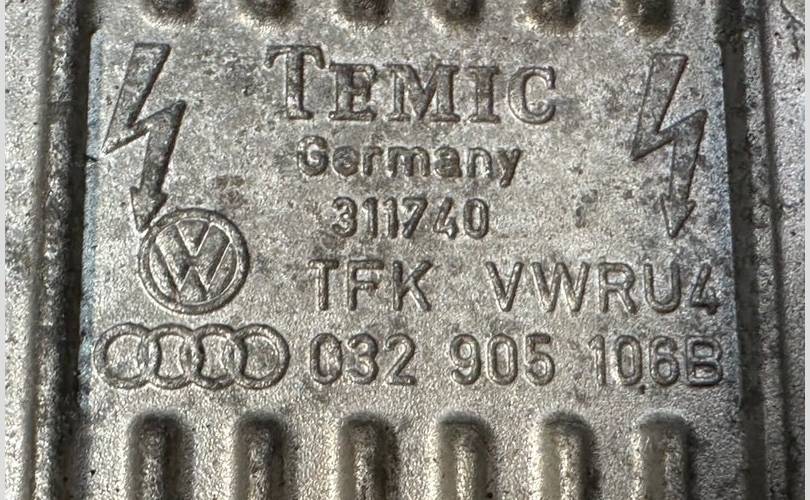 TEMIC
Germany
311740
TFK VWRU4
032 905 106B